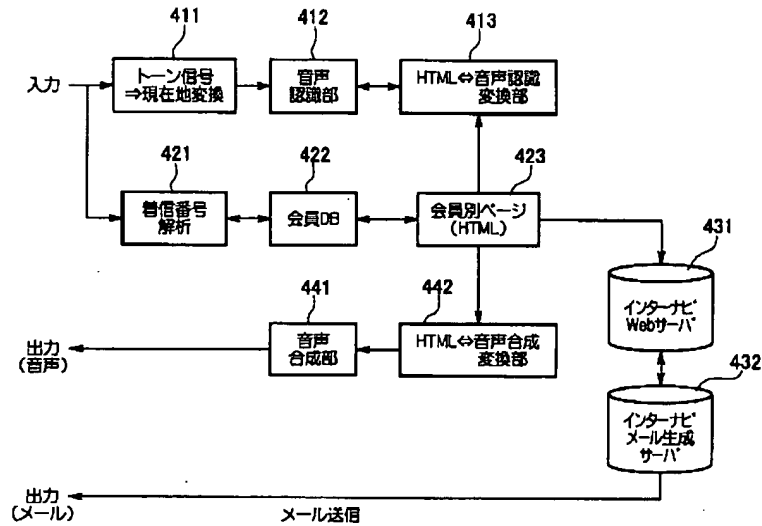 411
412
413
入力
トーン信号
⇒現在地変換
音声
認識部
HTML⇔音声認識
変換部
421
422
423
着信番号
解析
会員DB
会員別ページ
(HTML)
431
441
442
インターナビ
Webサーバ
出力
(音声)
音声
合成部
HTML⇔音声合成
変換部
432
インターナビ
メール生成
サーバ
出力
(メール)
メール送信